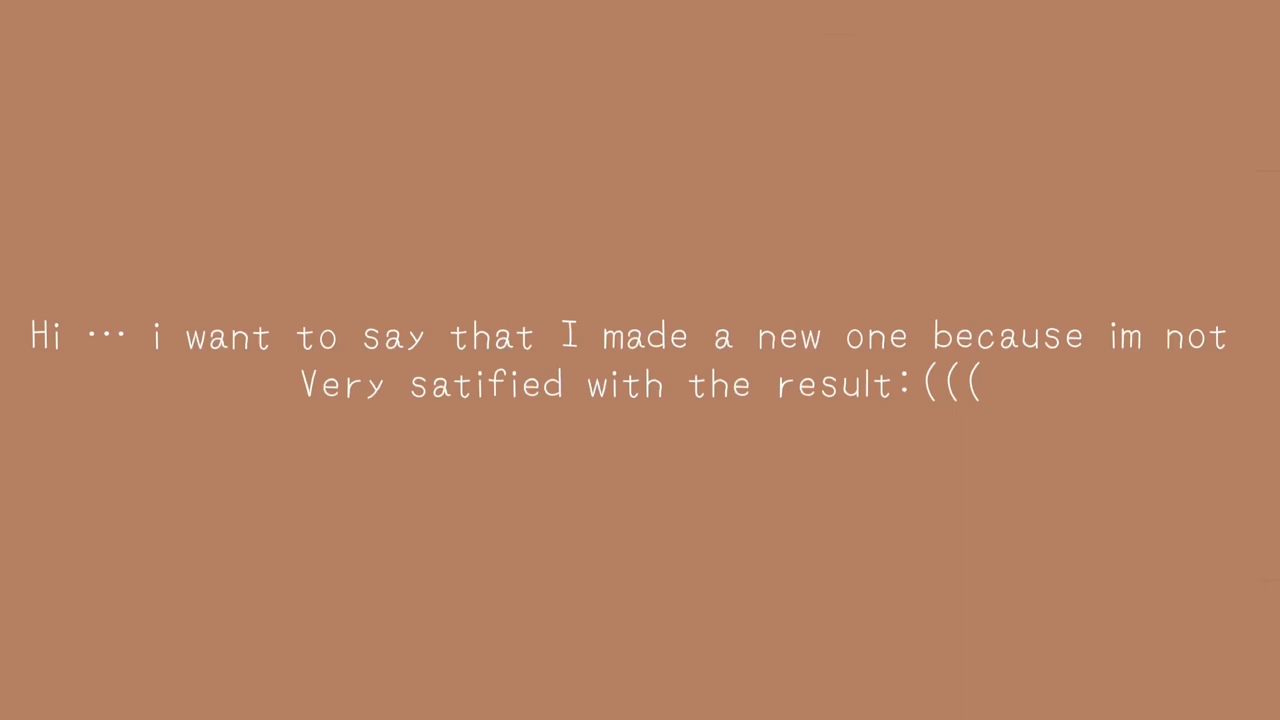 Hi ... i want to say that I made a new one because im not
Very satified with the result:(((